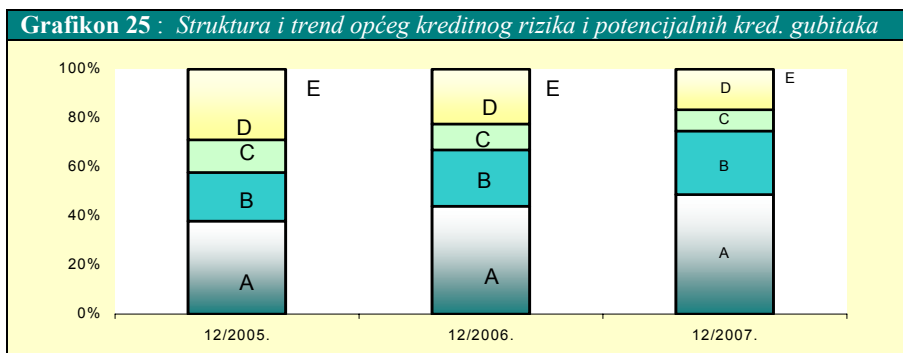 Grafikon 25 : Struktura i trend općeg kreditnog rizika i potencijalnih kred. gubitaka
100%
80%
60%
40%
20%
0%
E
D
C
B
A
E
D
C
B
A
E
D
C
B
A
12/2005.
12/2006.
12/2007.